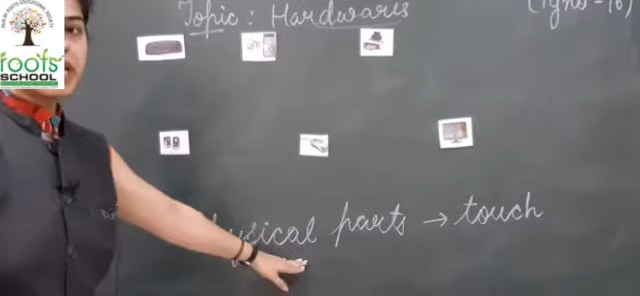 Topic : Hardwares
roots
SCHOOL
Physical parts → touch